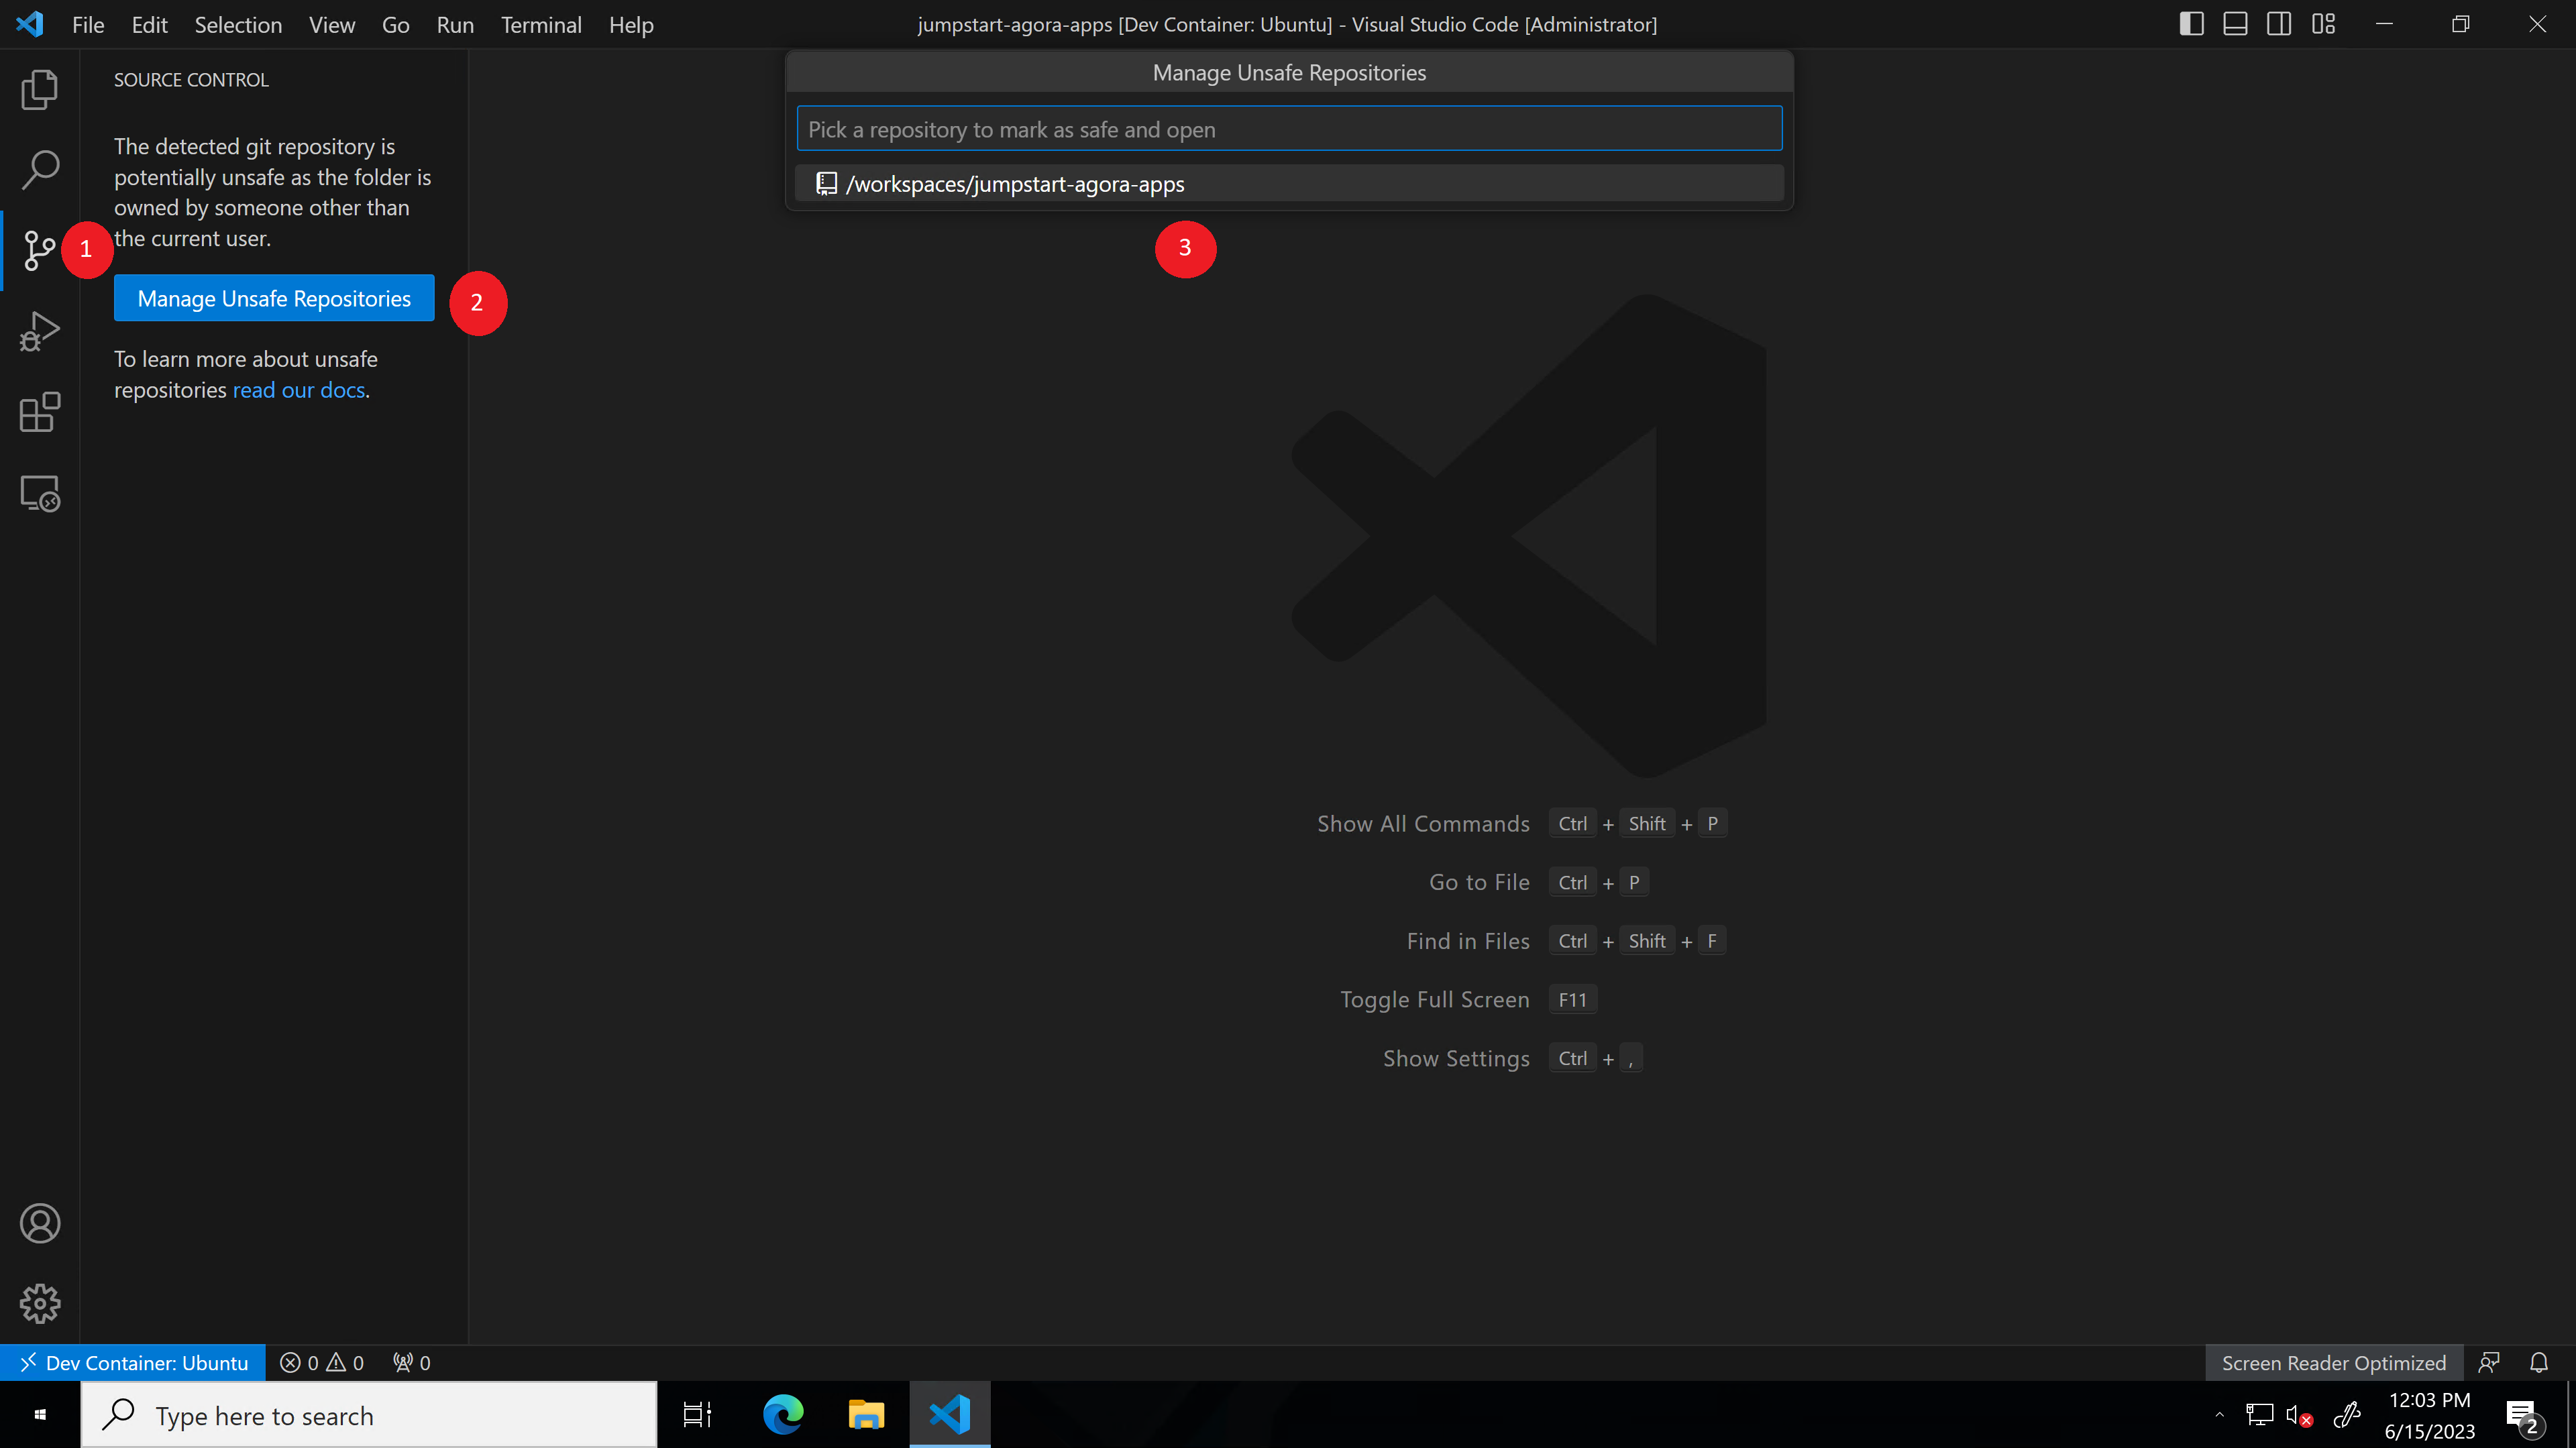 File Edit Selection View Go Run Terminal Help
jumpstart-agora-apps [Dev Container: Ubuntu] - Visual Studio Code [Administrator]
SOURCE CONTROL
The detected git repository is
potentially unsafe as the folder is
owned by someone other than
the current user.
1
Manage Unsafe Repositories
2
To learn more about unsafe
repositories read our docs.
Manage Unsafe Repositories
Pick a repository to mark as safe and open
/workspaces/jumpstart-agora-apps
3
Show All Commands Ctrl + Shift + P
Go to File Ctrl + P
Find in Files Ctrl + Shift + F
Toggle Full Screen F11
Show Settings Ctrl + ,
Dev Container: Ubuntu 0 0 0
Screen Reader Optimized
Type here to search
12:03 PM
6/15/2023
2